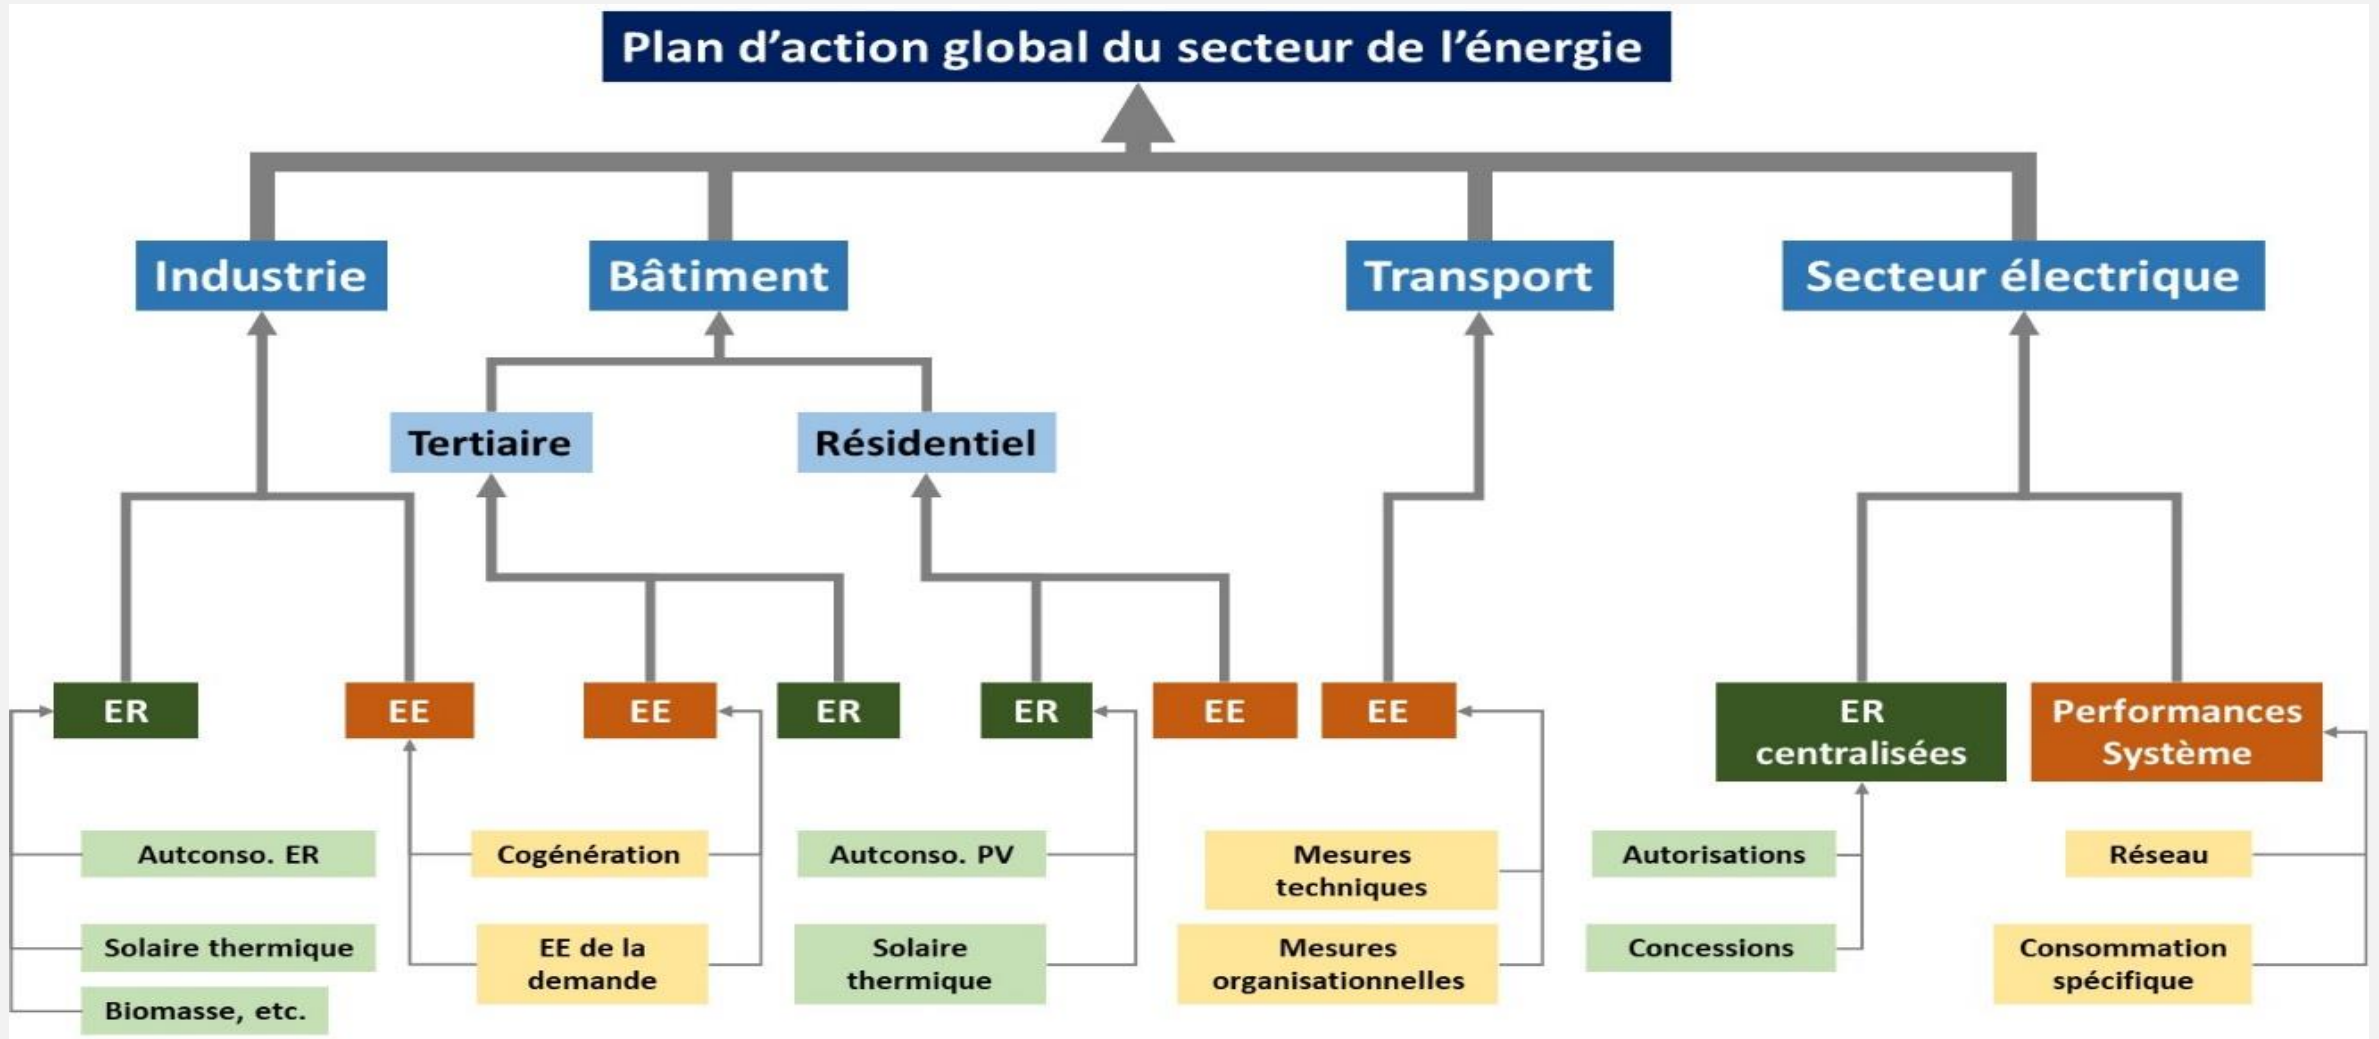 Plan d’action global du secteur de l’énergie
Industrie
Bâtiment
Transport
Secteur électrique
Tertiaire
Résidentiel
ER
EE
EE
ER
ER
EE
EE
ER
centralisées
Performances
Système
Autconso. ER
Cogénération
Autconso. PV
Mesures
techniques
Autorisations
Réseau
Solaire thermique
EE de la
demande
Solaire
thermique
Mesures
organisationnelles
Concessions
Consommation
spécifique
Biomasse, etc.